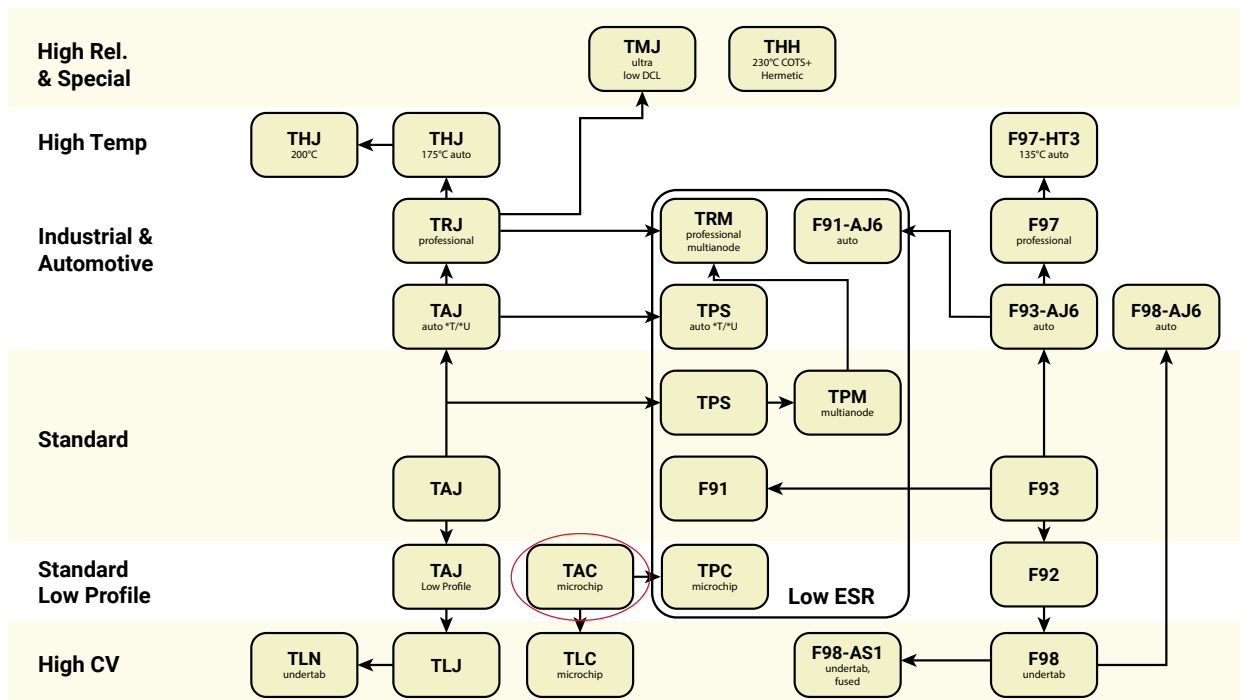 High Rel.
& Special
TMJ
ultra
low DCL
THH
230°C COTS+
Hermetic
High Temp
THJ
200°C
THJ
175°C auto
F97-HT3
135°C auto
Industrial &
Automotive
TRJ
professional
TRM
professional
multianode
F91-AJ6
auto
F97
professional
TAJ
auto *T/*U
TPS
auto *T/*U
F93-AJ6
auto
F98-AJ6
auto
Standard
TPS
TPM
multianode
TAJ
F91
F93
Standard
Low Profile
TAJ
Low Profile
TAC
microchip
TPC
microchip
Low ESR
F92
High CV
TLN
undertab
TLJ
TLC
microchip
F98-AS1
undertab,
fused
F98
undertab